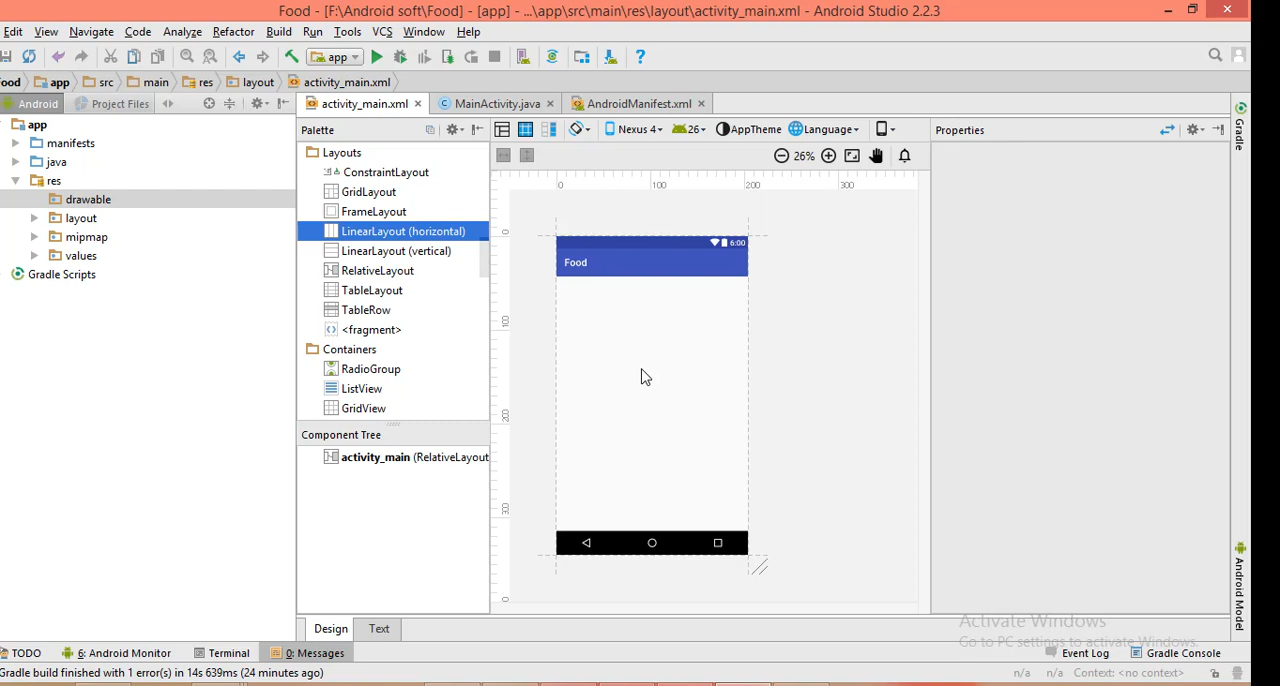 Food - [F:\Android soft\Food] - [app] - ...\app\src\main\res\layout\activity_main.xml - Android Studio 2.2.3
Edit View Navigate Code Analyze Refactor Build Run Tools VCS Window Help
app
ood app src main res layout activity_main.xml
Android Project Files activity_main.xml MainActivity.java AndroidManifest.xml
app
manifests
java
res
drawable
layout
mipmap
values
Gradle Scripts
Palette
Layouts
ConstraintLayout
GridLayout
FrameLayout
LinearLayout (horizontal)
LinearLayout (vertical)
RelativeLayout
TableLayout
TableRow
<fragment>
Containers
RadioGroup
ListView
GridView
Component Tree
activity_main (RelativeLayout
Nexus 4 26 AppTheme Language
26%
0 100 200 300
0
100
200
300
0
6:00
Food
Design Text
Properties
Gradle
Android Model
Activate Windows
Go to PC settings to activate Windows.
TODO 6: Android Monitor Terminal 0: Messages Event Log Gradle Console
Gradle build finished with 1 error(s) in 14s 639ms (24 minutes ago) n/a n/a Context: <no context>